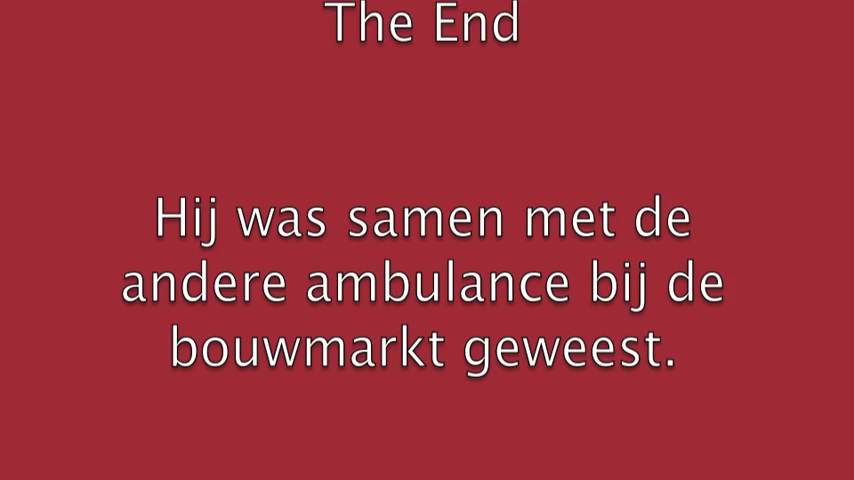 The End
Hij was samen met de
andere ambulance bij de
bouwmarkt geweest.